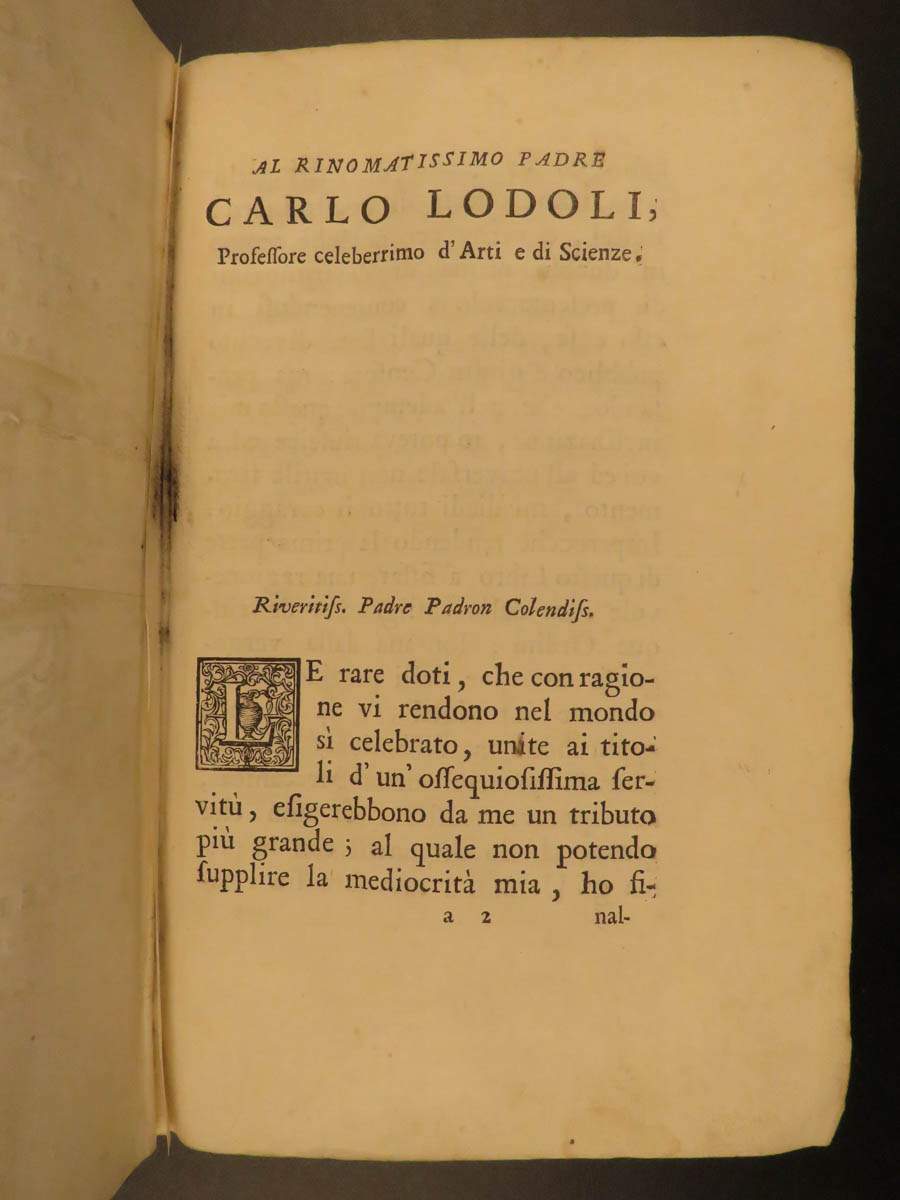 AL RINOMATISSIMO PADRE
CARLO LODOLI,
Profeſſore celeberrimo d'Arti e di Scienze.
Riveritiſs. Padre Padron Colendiſs.
LE rare doti, che con ragio-
ne vi rendono nel mondo
sì celebrato, unite ai tito-
li d'un' oſſequioſiſſima ſer-
vitù, eſigerebbono da me un tributo
più grande; al quale non potendo
ſupplire la mediocrità mia, ho fi-
a 2 nal-